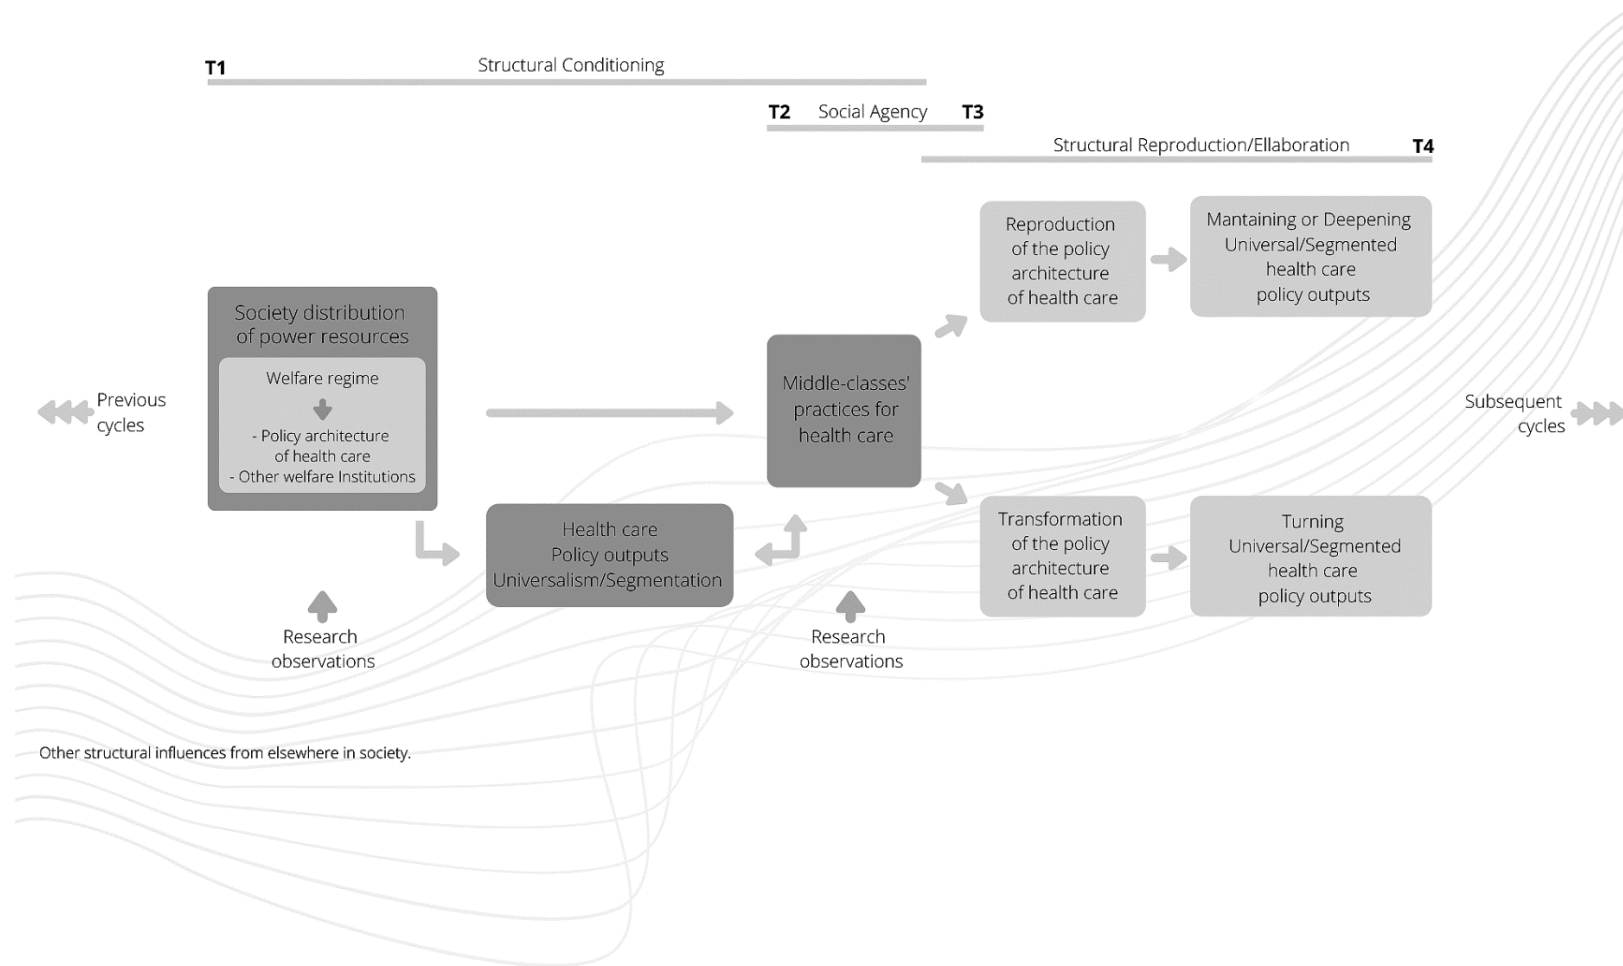 T1 Structural Conditioning
T2 Social Agency T3
Structural Reproduction/Ellaboration T4
Previous
cycles
Society distribution
of power resources
Welfare regime
- Policy architecture
of health care
- Other welfare Institutions
Health care
Policy outputs
Universalism/Segmentation
Middle-classes'
practices for
health care
Reproduction
of the policy
architecture
of health care
Mantaining or Deepening
Universal/Segmented
health care
policy outputs
Transformation
of the policy
architecture
of health care
Turning
Universal/Segmented
health care
policy outputs
Subsequent
cycles
Research
observations
Research
observations
Other structural influences from elsewhere in society.